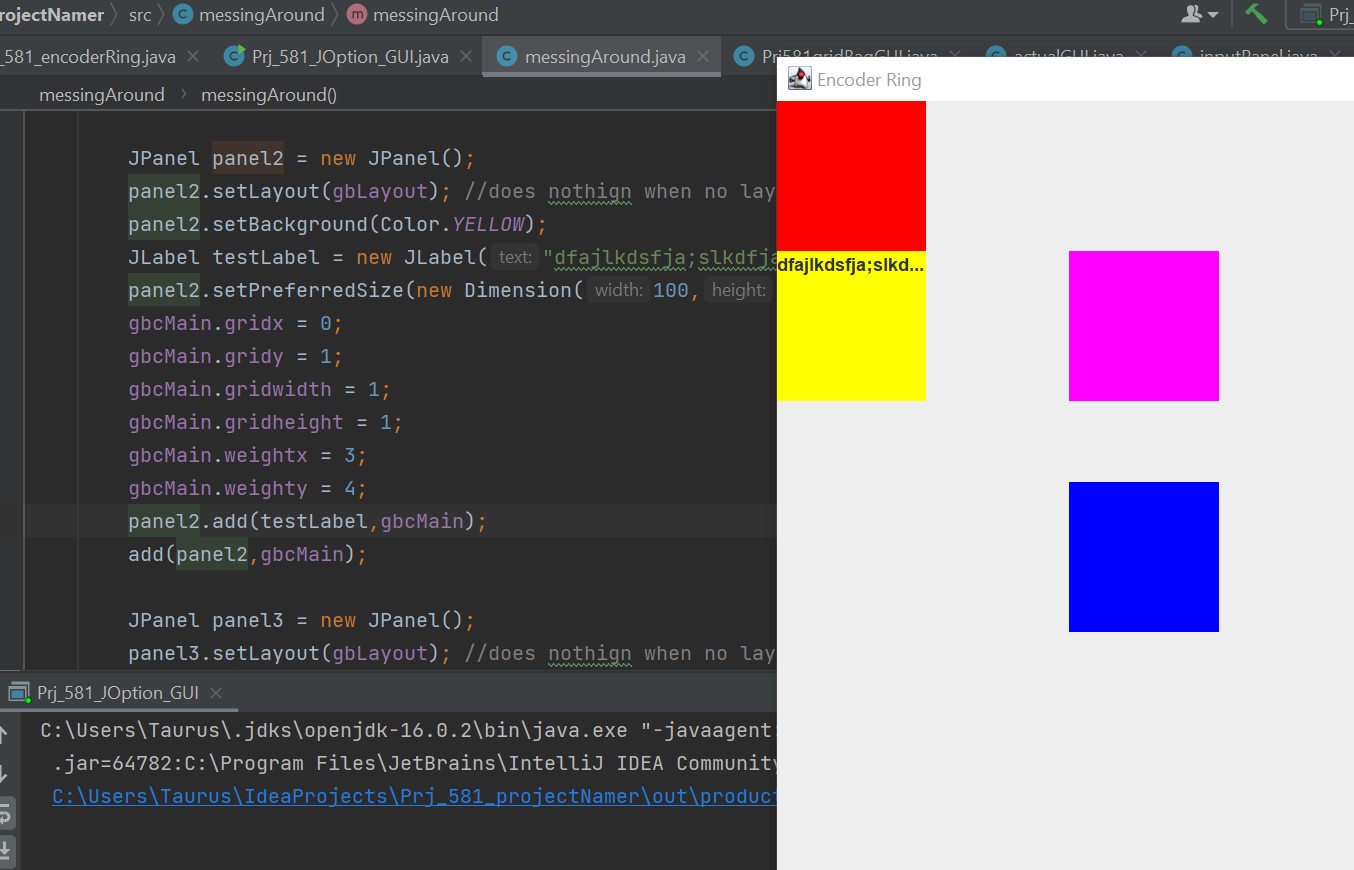 rojectNamer src messingAround m messingAround Prj_
_581_encoderRing.java Prj_581_JOption_GUI.java messingAround.java Prj581gridBagGUI.java actualGUI.java inputPanel.java
messingAround messingAround()
Encoder Ring
JPanel panel2 = new JPanel();
panel2.setLayout(gbLayout); //does nothign when no lay
panel2.setBackground(Color.YELLOW);
JLabel testLabel = new JLabel( text: "dfajlkdsfja;slkdfja
dfajlkdsfja;slkd...
panel2.setPreferredSize(new Dimension( width: 100, height:
gbcMain.gridx = 0;
gbcMain.gridy = 1;
gbcMain.gridwidth = 1;
gbcMain.gridheight = 1;
gbcMain.weightx = 3;
gbcMain.weighty = 4;
panel2.add(testLabel,gbcMain);
add(panel2,gbcMain);
JPanel panel3 = new JPanel();
panel3.setLayout(gbLayout); //does nothign when no lay
Prj_581_JOption_GUI
C:\Users\Taurus\.jdks\openjdk-16.0.2\bin\java.exe "-javaagent:
.jar=64782:C:\Program Files\JetBrains\IntelliJ IDEA Community
C:\Users\Taurus\IdeaProjects\Prj_581_projectNamer\out\product